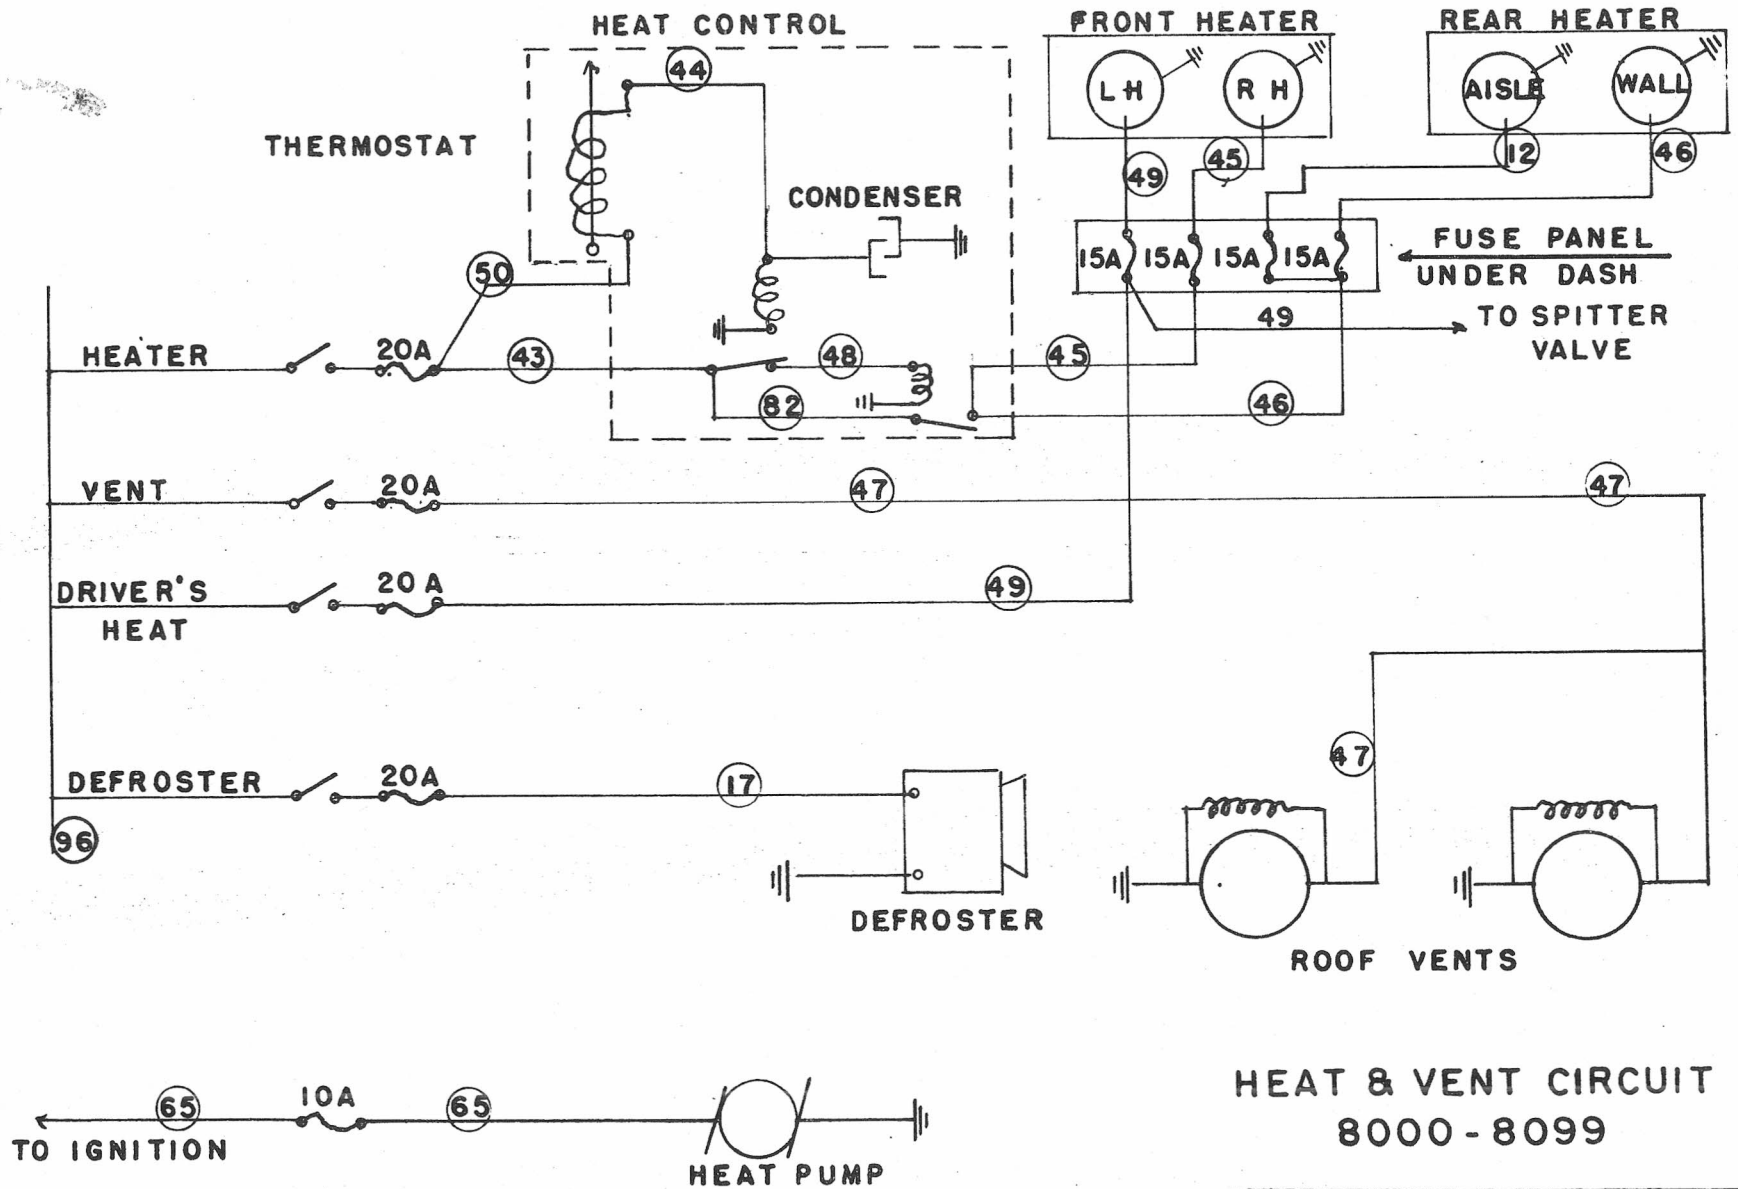 HEAT CONTROL
FRONT HEATER
REAR HEATER
44
L H
R H
AISLE
WALL
THERMOSTAT
49
45
12
46
CONDENSER
50
15A
15A
15A
15A
FUSE PANEL
UNDER DASH
49
TO SPITTER
VALVE
HEATER
20A
43
48
45
82
46
VENT
20A
47
47
DRIVER'S
HEAT
20A
49
47
DEFROSTER
20A
17
96
DEFROSTER
ROOF VENTS
65
10A
65
TO IGNITION
HEAT PUMP
HEAT & VENT CIRCUIT
8000-8099